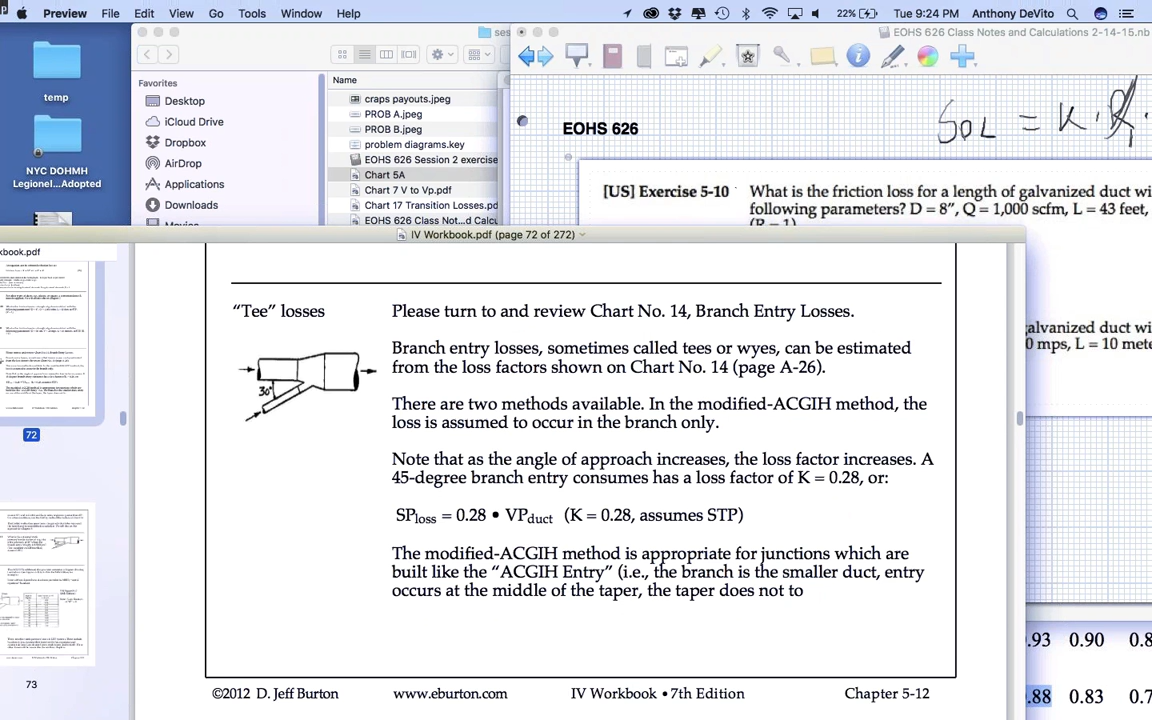 Preview File Edit View Go Tools Window Help 22% Tue 9:24 PM Anthony DeVito
temp
NYC DOHMH
Legionel...Adopted
Favorites
Desktop
iCloud Drive
Dropbox
AirDrop
Applications
Downloads
Movies
ses
Name
craps payouts.jpeg
PROB A.jpeg
PROB B.jpeg
problem diagrams.key
EOHS 626 Session 2 exercise
Chart 5A
Chart 7 V to Vp.pdf
Chart 17 Transition Losses.pd
EOHS 626 Class Not...d Calcu
EOHS 626 Class Notes and Calculations 2-14-15.nb
EOHS 626
[US] Exercise 5-10 What is the friction loss for a length of galvanized duct wi
following parameters? D = 8", Q = 1,000 scfm, L = 43 feet,
(R = 1)
alvanized duct wi
0 mps, L = 10 mete
.93 0.90 0.8
.88 0.83 0.7
kbook.pdf
72
73
IV Workbook.pdf (page 72 of 272)
"Tee" losses
30°
Please turn to and review Chart No. 14, Branch Entry Losses.
Branch entry losses, sometimes called tees or wyes, can be estimated
from the loss factors shown on Chart No. 14 (page A-26).
There are two methods available. In the modified-ACGIH method, the
loss is assumed to occur in the branch only.
Note that as the angle of approach increases, the loss factor increases. A
45-degree branch entry consumes has a loss factor of K = 0.28, or:
SPloss = 0.28 • VPduct (K = 0.28, assumes STP)
The modified-ACGIH method is appropriate for junctions which are
built like the "ACGIH Entry" (i.e., the branch is the smaller duct, entry
occurs at the middle of the taper, the taper does not to
©2012 D. Jeff Burton www.eburton.com IV Workbook • 7th Edition Chapter 5-12